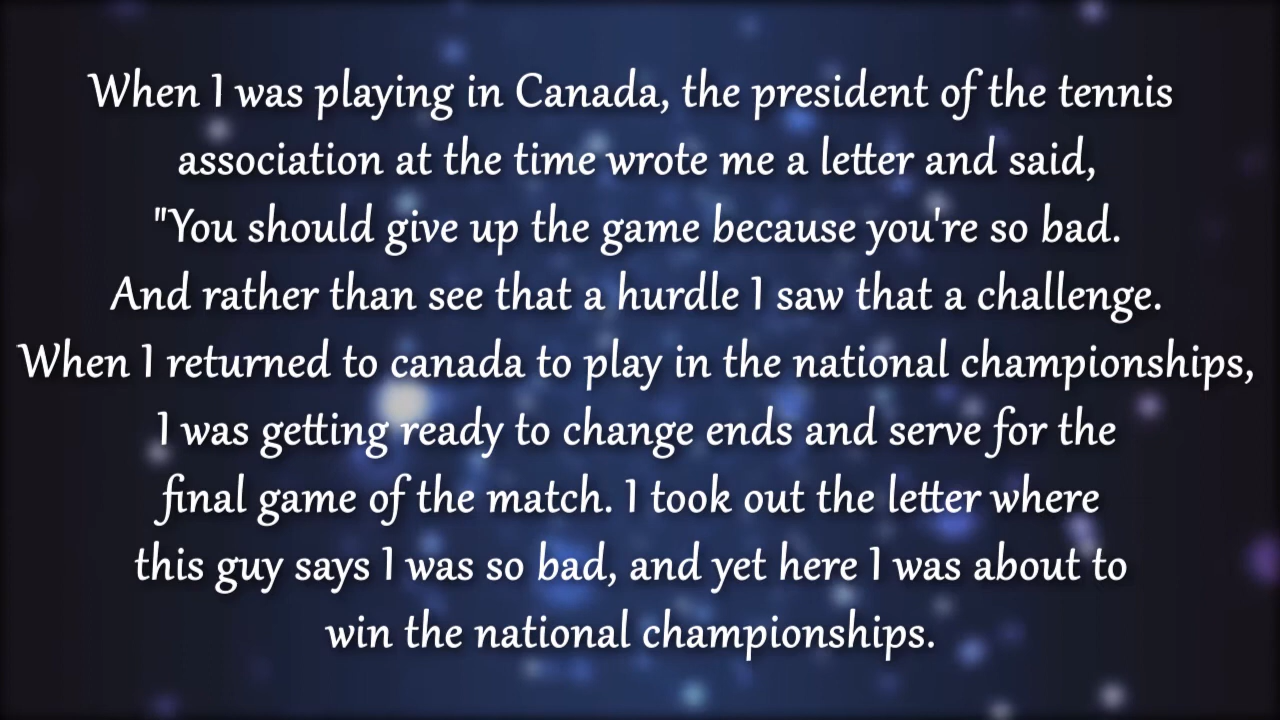 When I was playing in Canada, the president of the tennis
association at the time wrote me a letter and said,
"You should give up the game because you're so bad.
And rather than see that a hurdle I saw that a challenge.
When I returned to canada to play in the national championships,
I was getting ready to change ends and serve for the
final game of the match. I took out the letter where
this guy says I was so bad, and yet here I was about to
win the national championships.